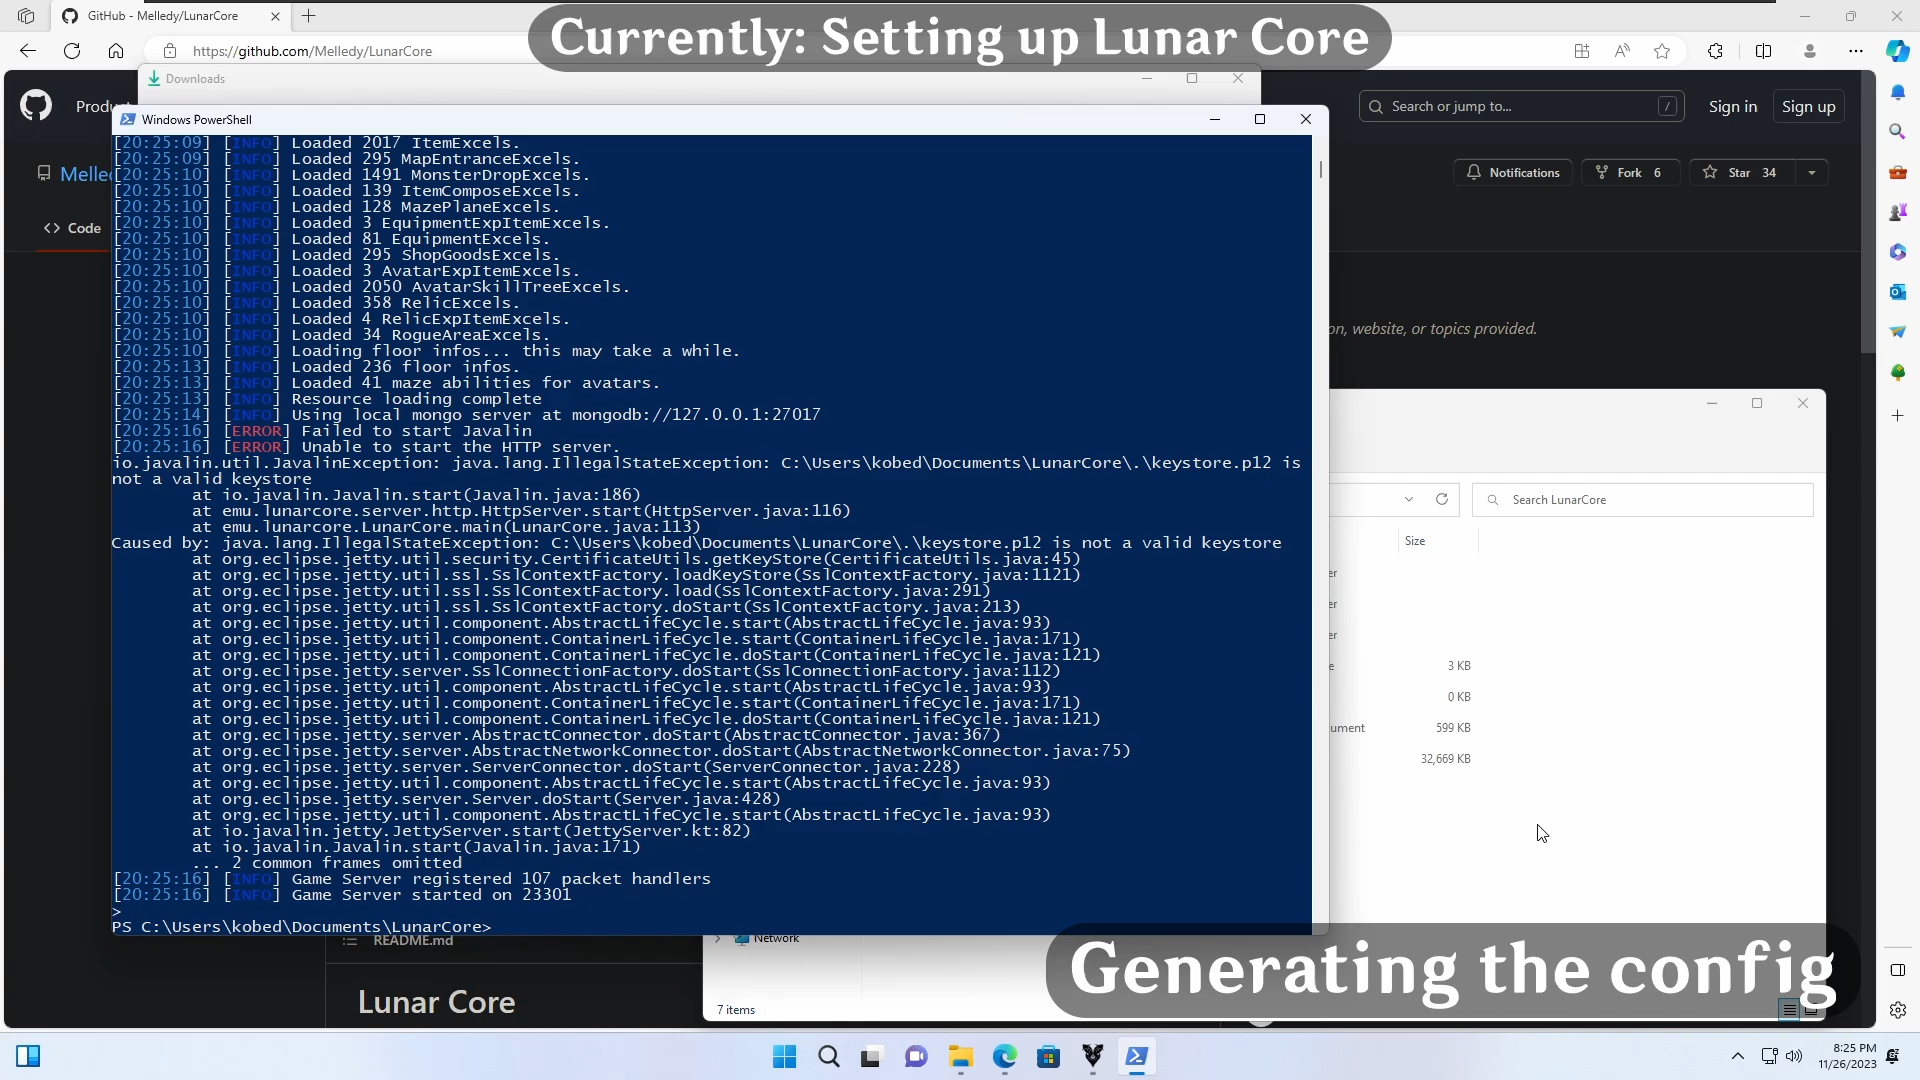 GitHub - Melledy/LunarCore
https://github.com/Melledy/LunarCore
Currently: Setting up Lunar Core
Downloads
Search or jump to...
/
Sign in
Sign up
Windows PowerShell
Notifications
Fork 6
Star 34
<> Code
[20:25:09] [INFO] Loaded 2017 ItemExcels.
[20:25:09] [INFO] Loaded 295 MapEntranceExcels.
[20:25:10] [INFO] Loaded 1491 MonsterDropExcels.
[20:25:10] [INFO] Loaded 139 ItemComposeExcels.
[20:25:10] [INFO] Loaded 128 MazePlaneExcels.
[20:25:10] [INFO] Loaded 3 EquipmentExpItemExcels.
[20:25:10] [INFO] Loaded 81 EquipmentExcels.
[20:25:10] [INFO] Loaded 295 ShopGoodsExcels.
[20:25:10] [INFO] Loaded 3 AvatarExpItemExcels.
[20:25:10] [INFO] Loaded 2050 AvatarSkillTreeExcels.
[20:25:10] [INFO] Loaded 358 RelicExcels.
[20:25:10] [INFO] Loaded 4 RelicExpItemExcels.
[20:25:10] [INFO] Loaded 34 RogueAreaExcels.
[20:25:10] [INFO] Loading floor infos... this may take a while.
[20:25:13] [INFO] Loaded 236 floor infos.
[20:25:13] [INFO] Loaded 41 maze abilities for avatars.
[20:25:13] [INFO] Resource loading complete
[20:25:14] [INFO] Using local mongo server at mongodb://127.0.0.1:27017
[20:25:16] [ERROR] Failed to start Javalin
[20:25:16] [ERROR] Unable to start the HTTP server.
io.javalin.util.JavalinException: java.lang.IllegalStateException: C:\Users\kobed\Documents\LunarCore\.\keystore.p12 is
not a valid keystore
at io.javalin.Javalin.start(Javalin.java:186)
at emu.lunarcore.server.http.HttpServer.start(HttpServer.java:116)
at emu.lunarcore.LunarCore.main(LunarCore.java:113)
Caused by: java.lang.IllegalStateException: C:\Users\kobed\Documents\LunarCore\.\keystore.p12 is not a valid keystore
at org.eclipse.jetty.util.security.CertificateUtils.getKeyStore(CertificateUtils.java:45)
at org.eclipse.jetty.util.ssl.SslContextFactory.loadKeyStore(SslContextFactory.java:1121)
at org.eclipse.jetty.util.ssl.SslContextFactory.load(SslContextFactory.java:291)
at org.eclipse.jetty.util.ssl.SslContextFactory.doStart(SslContextFactory.java:213)
at org.eclipse.jetty.util.component.AbstractLifeCycle.start(AbstractLifeCycle.java:93)
at org.eclipse.jetty.util.component.ContainerLifeCycle.start(ContainerLifeCycle.java:171)
at org.eclipse.jetty.util.component.ContainerLifeCycle.doStart(ContainerLifeCycle.java:121)
at org.eclipse.jetty.server.SslConnectionFactory.doStart(SslConnectionFactory.java:112)
at org.eclipse.jetty.util.component.AbstractLifeCycle.start(AbstractLifeCycle.java:93)
at org.eclipse.jetty.util.component.ContainerLifeCycle.start(ContainerLifeCycle.java:171)
at org.eclipse.jetty.util.component.ContainerLifeCycle.doStart(ContainerLifeCycle.java:121)
at org.eclipse.jetty.server.AbstractConnector.doStart(AbstractConnector.java:367)
at org.eclipse.jetty.server.AbstractNetworkConnector.doStart(AbstractNetworkConnector.java:75)
at org.eclipse.jetty.server.ServerConnector.doStart(ServerConnector.java:228)
at org.eclipse.jetty.util.component.AbstractLifeCycle.start(AbstractLifeCycle.java:93)
at org.eclipse.jetty.server.Server.doStart(Server.java:428)
at org.eclipse.jetty.util.component.AbstractLifeCycle.start(AbstractLifeCycle.java:93)
at io.javalin.jetty.JettyServer.start(JettyServer.kt:82)
at io.javalin.Javalin.start(Javalin.java:171)
... 2 common frames omitted
[20:25:16] [INFO] Game Server registered 107 packet handlers
[20:25:16] [INFO] Game Server started on 23301
>
PS C:\Users\kobed\Documents\LunarCore>
on, website, or topics provided.
Search LunarCore
Size
er
er
er
e 3 KB
0 KB
ument 599 KB
32,669 KB
README.md
Network
Lunar Core
7 items
Generating the config
8:25 PM
11/26/2023